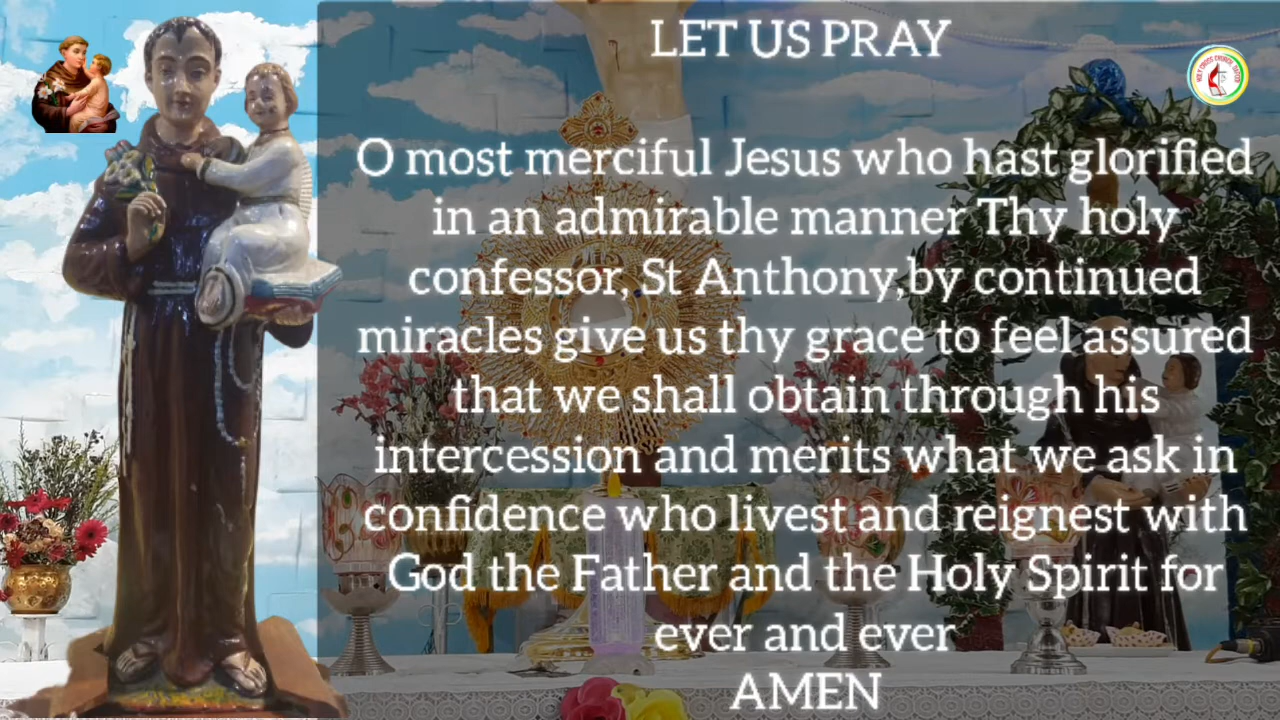 LET US PRAY
O most merciful Jesus who hast glorified
in an admirable manner Thy holy
confessor, St Anthony,by continued
miracles give us thy grace to feel assured
that we shall obtain through his
intercession and merits what we ask in
confidence who livest and reignest with
God the Father and the Holy Spirit for
ever and ever
AMEN